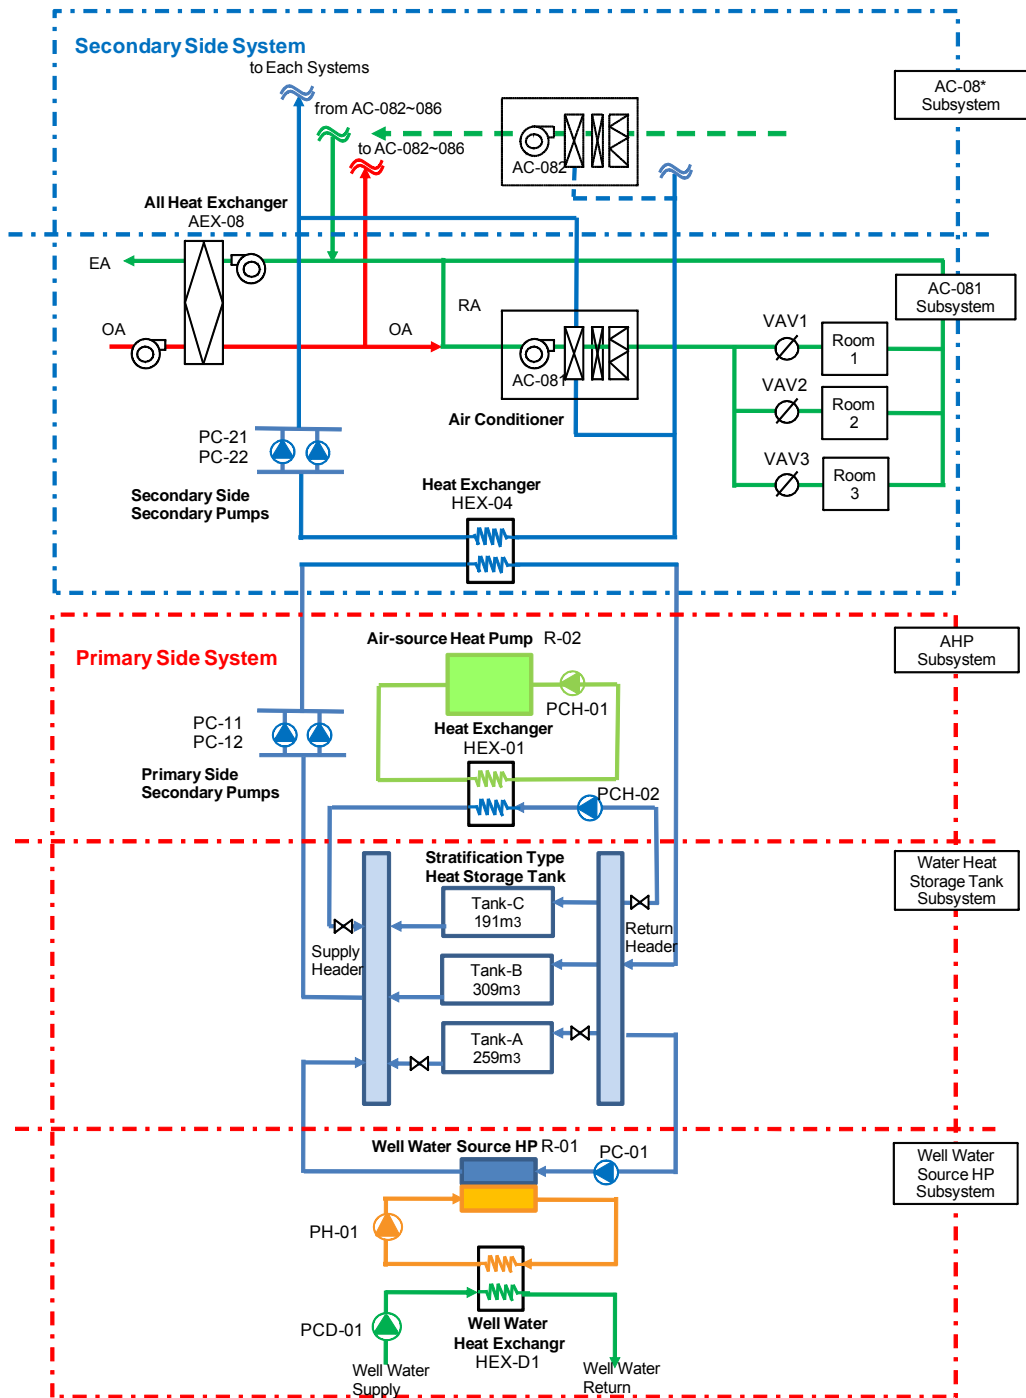 Secondary Side System
to Each Systems
AC-08*
Subsystem
from AC-082~086
to AC-082~086
AC-082
All Heat Exchanger
AEX-08
EA
RA
AC-081
Subsystem
OA
OA
VAV1
Room
1
AC-081
VAV2
Room
2
Air Conditioner
PC-21
PC-22
VAV3
Room
3
Heat Exchanger
HEX-04
Secondary Side
Secondary Pumps
Primary Side System
Air-source Heat Pump R-02
AHP
Subsystem
PCH-01
PC-11
PC-12
Heat Exchanger
HEX-01
Primary Side
Secondary Pumps
PCH-02
Stratification Type
Heat Storage Tank
Water Heat
Storage Tank
Subsystem
Tank-C
191m3
Supply
Header
Return
Header
Tank-B
309m3
Tank-A
259m3
Well Water Source HP R-01
PC-01
Well Water
Source HP
Subsystem
PH-01
PCD-01
Well Water
Heat Exchangr
HEX-D1
Well Water
Supply
Well Water
Return